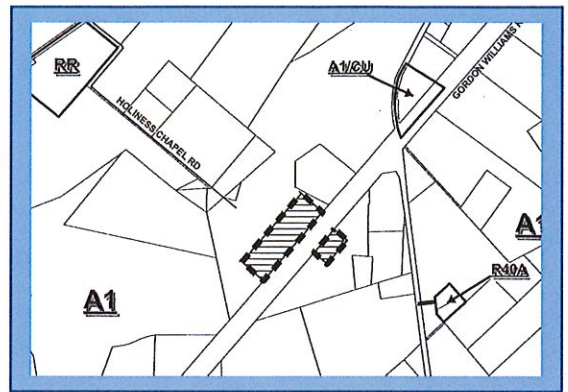 RR
HOLINESS CHAPEL RD
A1/CU
GORDON WILLIAMS
A1
R40A
A1